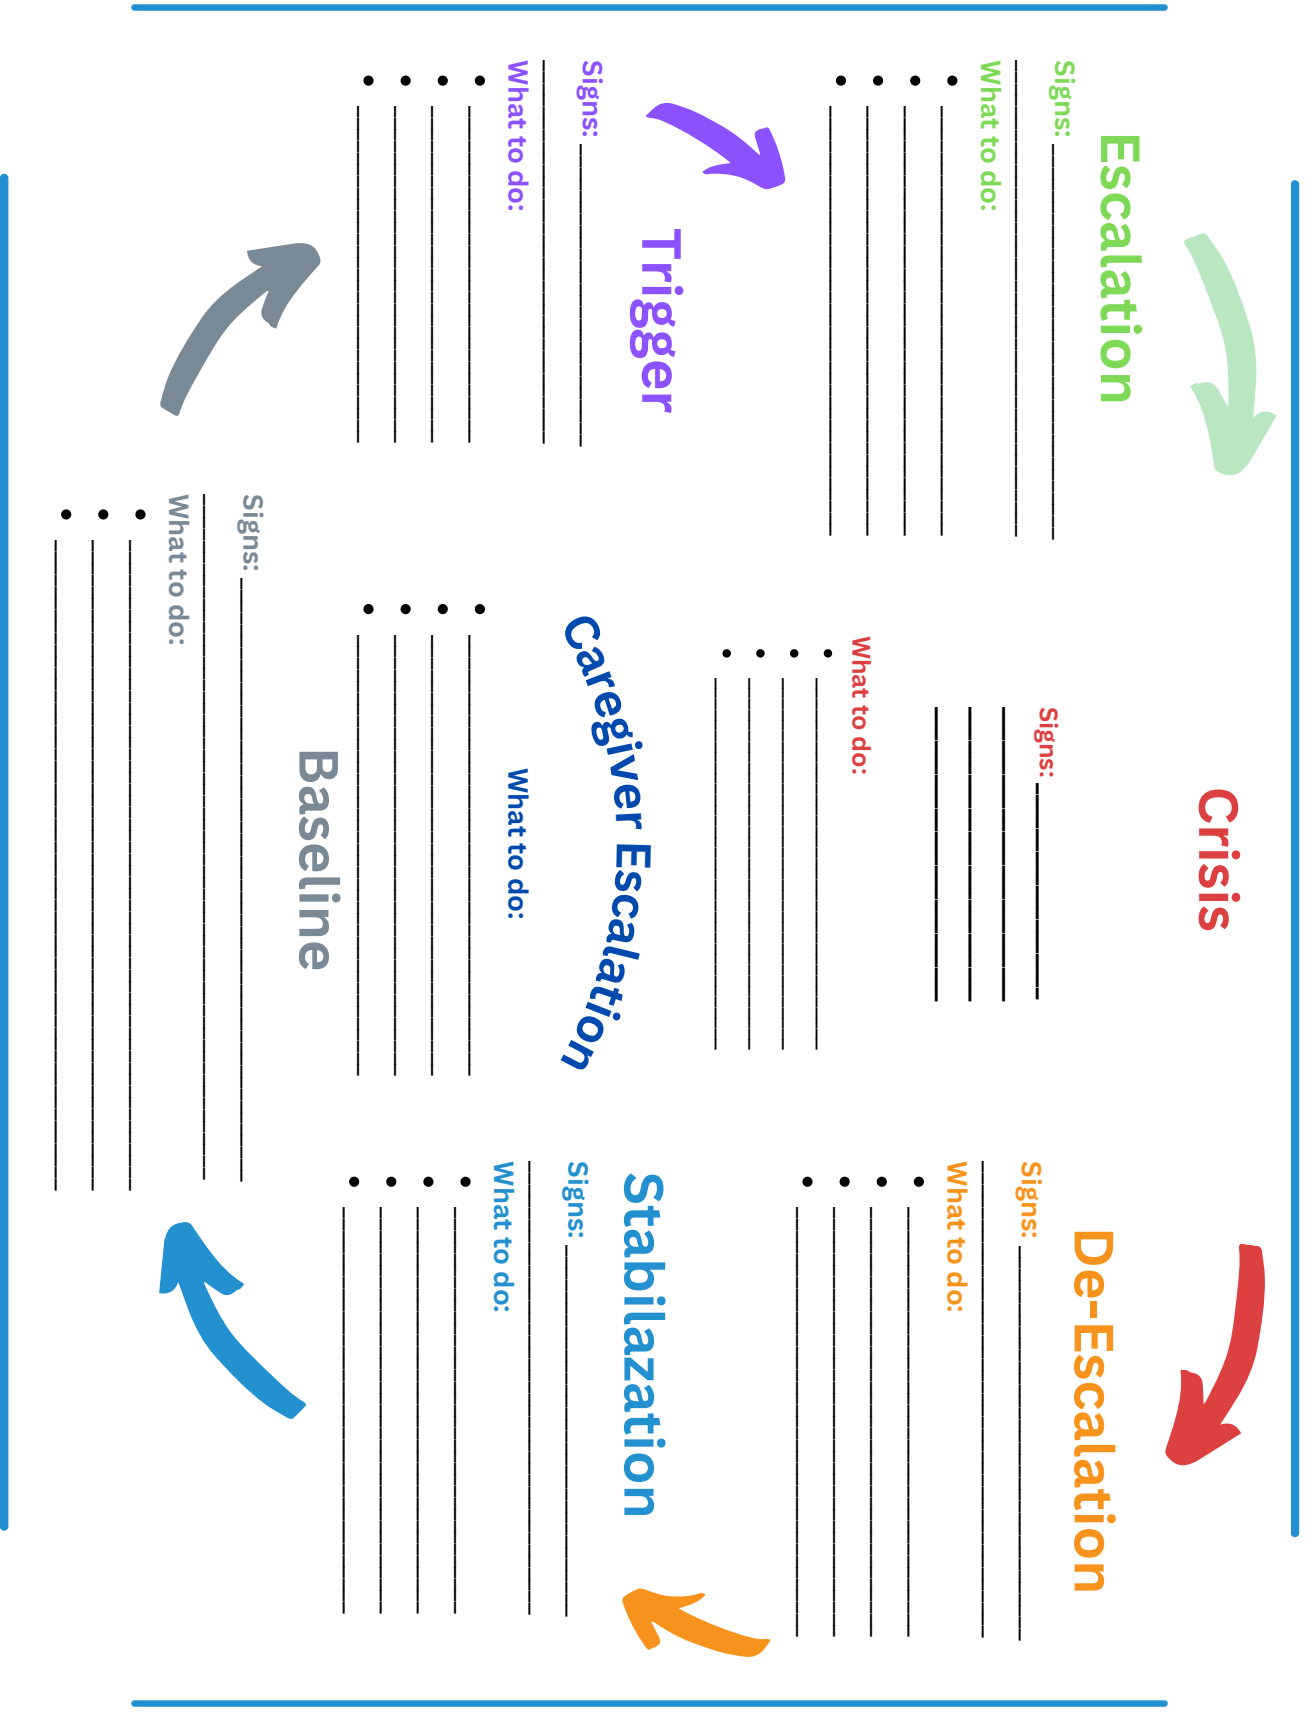 Crisis
Signs:
What to do:
Escalation
Signs:
What to do:
De-Escalation
Signs:
What to do:
Trigger
Signs:
What to do:
Caregiver Escalation
What to do:
Stabilazation
Signs:
What to do:
Baseline
Signs:
What to do: